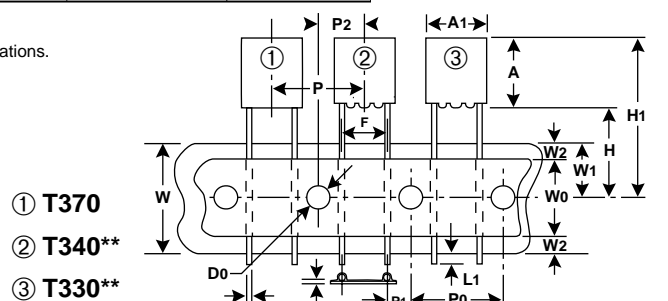 ations.
P2
A1
①
②
③
A
P
H1
F
H
W2
W1
W
W0
① T370
② T340**
W2
D0
L1
③ T330**
P1
P0